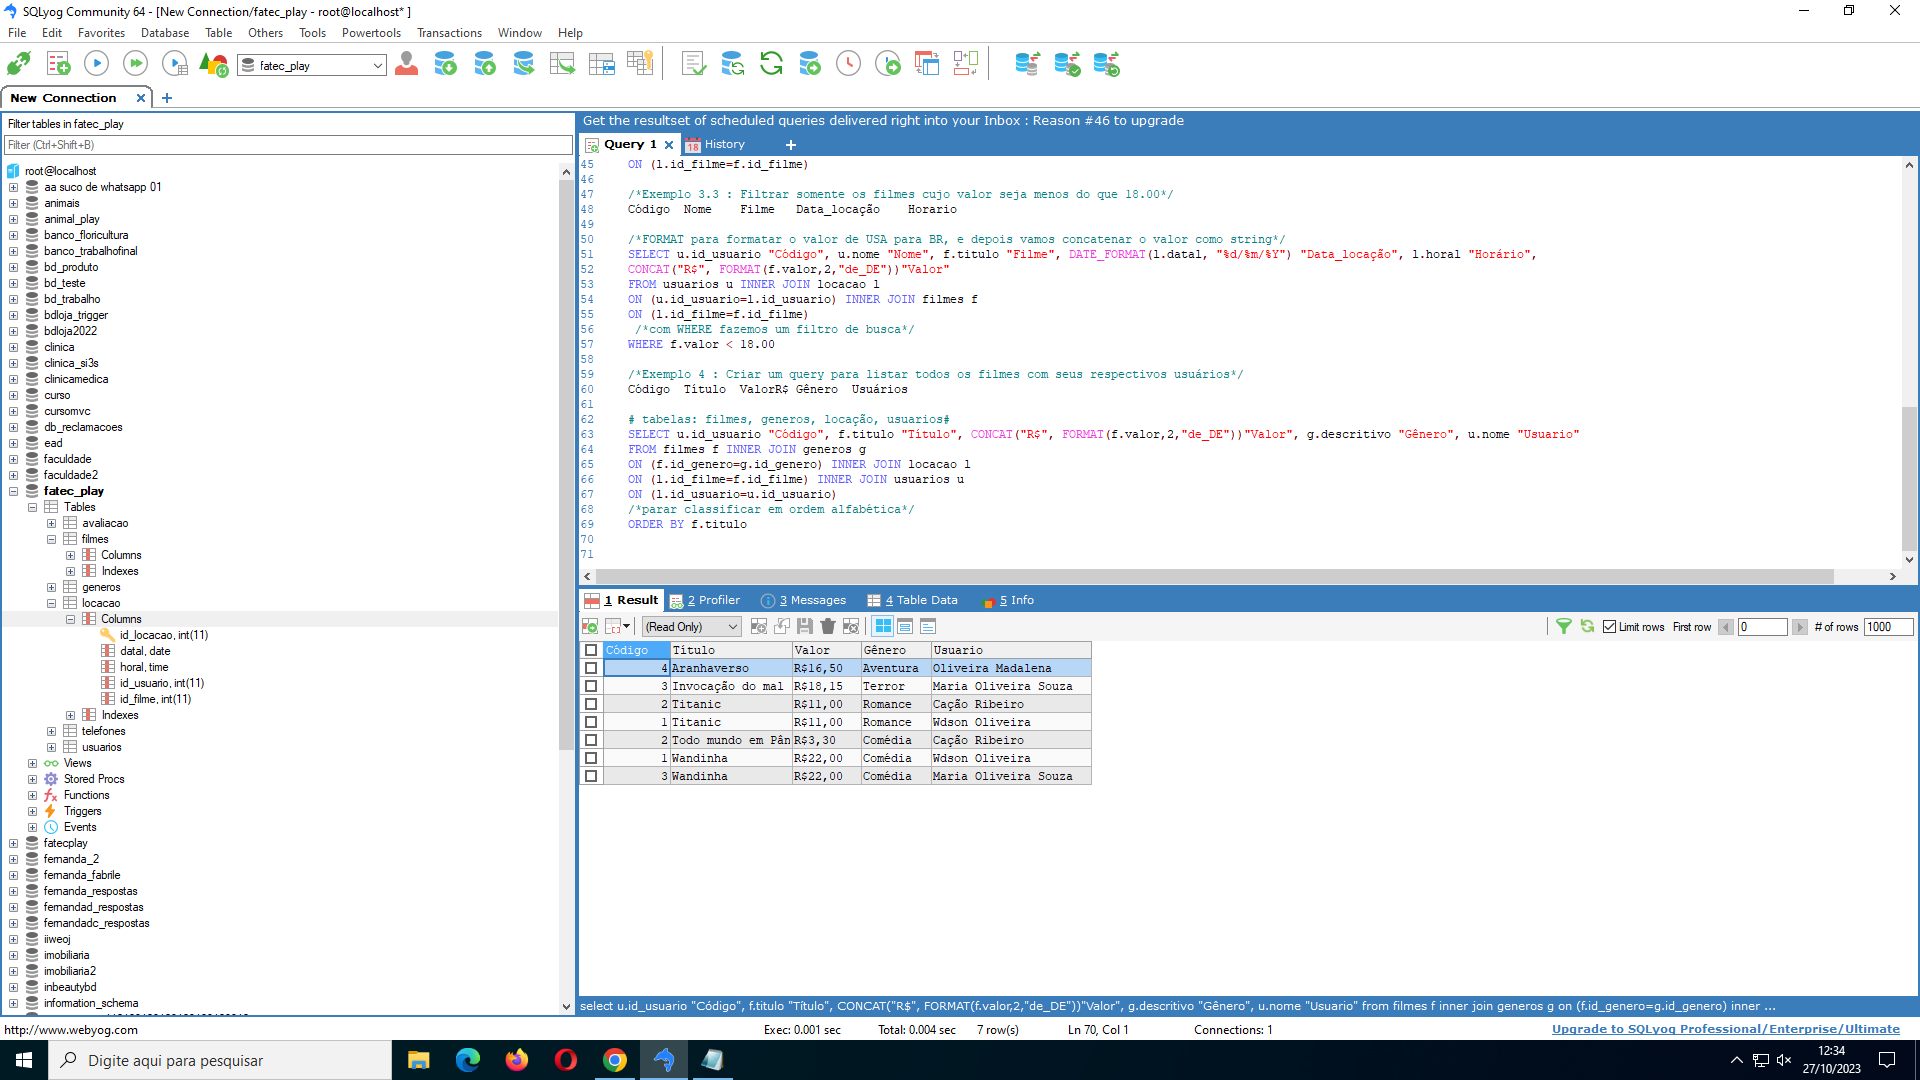 SQLyog Community 64 - [New Connection/fatec_play - root@localhost* ]
File Edit Favorites Database Table Others Tools Powertools Transactions Window Help
fatec_play
New Connection
Filter tables in fatec_play
Filter (Ctrl+Shift+B)
root@localhost
aa suco de whatsapp 01
animais
animal_play
banco_floricultura
banco_trabalhofinal
bd_produto
bd_teste
bd_trabalho
bdloja_trigger
bdloja2022
clinica
clinica_si3s
clinicamedica
curso
cursomvc
db_reclamacoes
ead
faculdade
faculdade2
fatec_play
Tables
avaliacao
filmes
Columns
Indexes
generos
locacao
Columns
id_locacao, int(11)
datal, date
horal, time
id_usuario, int(11)
id_filme, int(11)
Indexes
telefones
usuarios
Views
Stored Procs
Functions
Triggers
Events
fatecplay
fernanda_2
fernanda_fabrile
fernanda_respostas
fernandad_respostas
fernandadc_respostas
iiweoj
imobiliaria
imobiliaria2
inbeautybd
information_schema
Get the resultset of scheduled queries delivered right into your Inbox : Reason #46 to upgrade
Query 1 18 History
45 ON (l.id_filme=f.id_filme)
46
47 /*Exemplo 3.3 : Filtrar somente os filmes cujo valor seja menos do que 18.00*/
48 Código Nome Filme Data_locação Horario
49
50 /*FORMAT para formatar o valor de USA para BR, e depois vamos concatenar o valor como string*/
51 SELECT u.id_usuario "Código", u.nome "Nome", f.titulo "Filme", DATE_FORMAT(l.datal, "%d/%m/%Y") "Data_locação", l.horal "Horário",
52 CONCAT("R$", FORMAT(f.valor,2,"de_DE"))"Valor"
53 FROM usuarios u INNER JOIN locacao l
54 ON (u.id_usuario=l.id_usuario) INNER JOIN filmes f
55 ON (l.id_filme=f.id_filme)
56 /*com WHERE fazemos um filtro de busca*/
57 WHERE f.valor < 18.00
58
59 /*Exemplo 4 : Criar um query para listar todos os filmes com seus respectivos usuários*/
60 Código Título ValorR$ Gênero Usuários
61
62 # tabelas: filmes, generos, locação, usuarios#
63 SELECT u.id_usuario "Código", f.titulo "Título", CONCAT("R$", FORMAT(f.valor,2,"de_DE"))"Valor", g.descritivo "Gênero", u.nome "Usuario"
64 FROM filmes f INNER JOIN generos g
65 ON (f.id_genero=g.id_genero) INNER JOIN locacao l
66 ON (l.id_filme=f.id_filme) INNER JOIN usuarios u
67 ON (l.id_usuario=u.id_usuario)
68 /*parar classificar em ordem alfabética*/
69 ORDER BY f.titulo
70
71
1 Result 2 Profiler 3 Messages 4 Table Data 5 Info
(Read Only) Limit rows First row 0 # of rows 1000
Código Título Valor Gênero Usuario
4 Aranhaverso R$16,50 Aventura Oliveira Madalena
3 Invocação do mal R$18,15 Terror Maria Oliveira Souza
2 Titanic R$11,00 Romance Cação Ribeiro
1 Titanic R$11,00 Romance Wdson Oliveira
2 Todo mundo em Pân R$3,30 Comédia Cação Ribeiro
1 Wandinha R$22,00 Comédia Wdson Oliveira
3 Wandinha R$22,00 Comédia Maria Oliveira Souza
select u.id_usuario "Código", f.titulo "Título", CONCAT("R$", FORMAT(f.valor,2,"de_DE"))"Valor", g.descritivo "Gênero", u.nome "Usuario" from filmes f inner join generos g on (f.id_genero=g.id_genero) inner ...
http://www.webyog.com Exec: 0.001 sec Total: 0.004 sec 7 row(s) Ln 70, Col 1 Connections: 1 Upgrade to SQLyog Professional/Enterprise/Ultimate
Digite aqui para pesquisar
12:34
27/10/2023